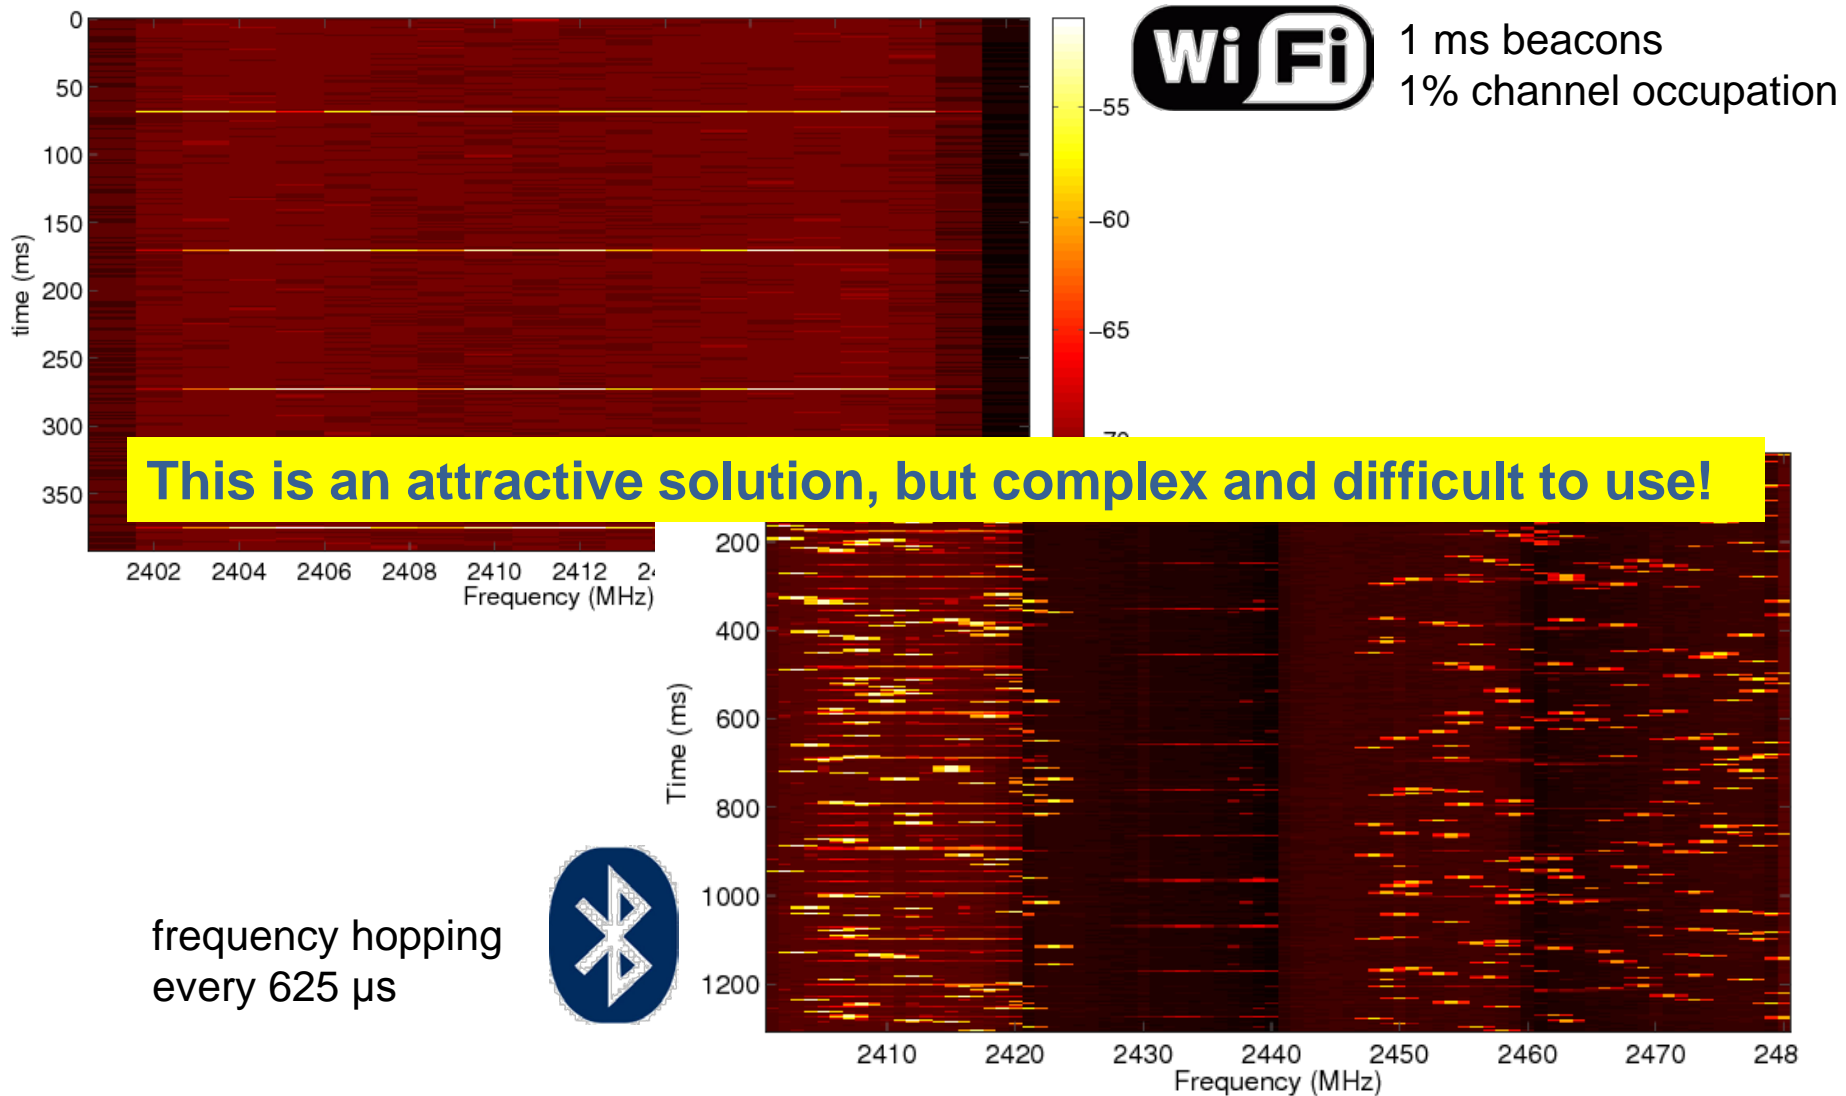 0
50
100
150
200
250
300
350
time (ms)
2402 2404 2406 2408 2410 2412
Frequency (MHz)
−55
−60
−65
WiFi
1 ms beacons
1% channel occupation
This is an attractive solution, but complex and difficult to use!
200
400
600
800
1000
1200
Time (ms)
2410 2420 2430 2440 2450 2460 2470 248
Frequency (MHz)
frequency hopping
every 625 µs